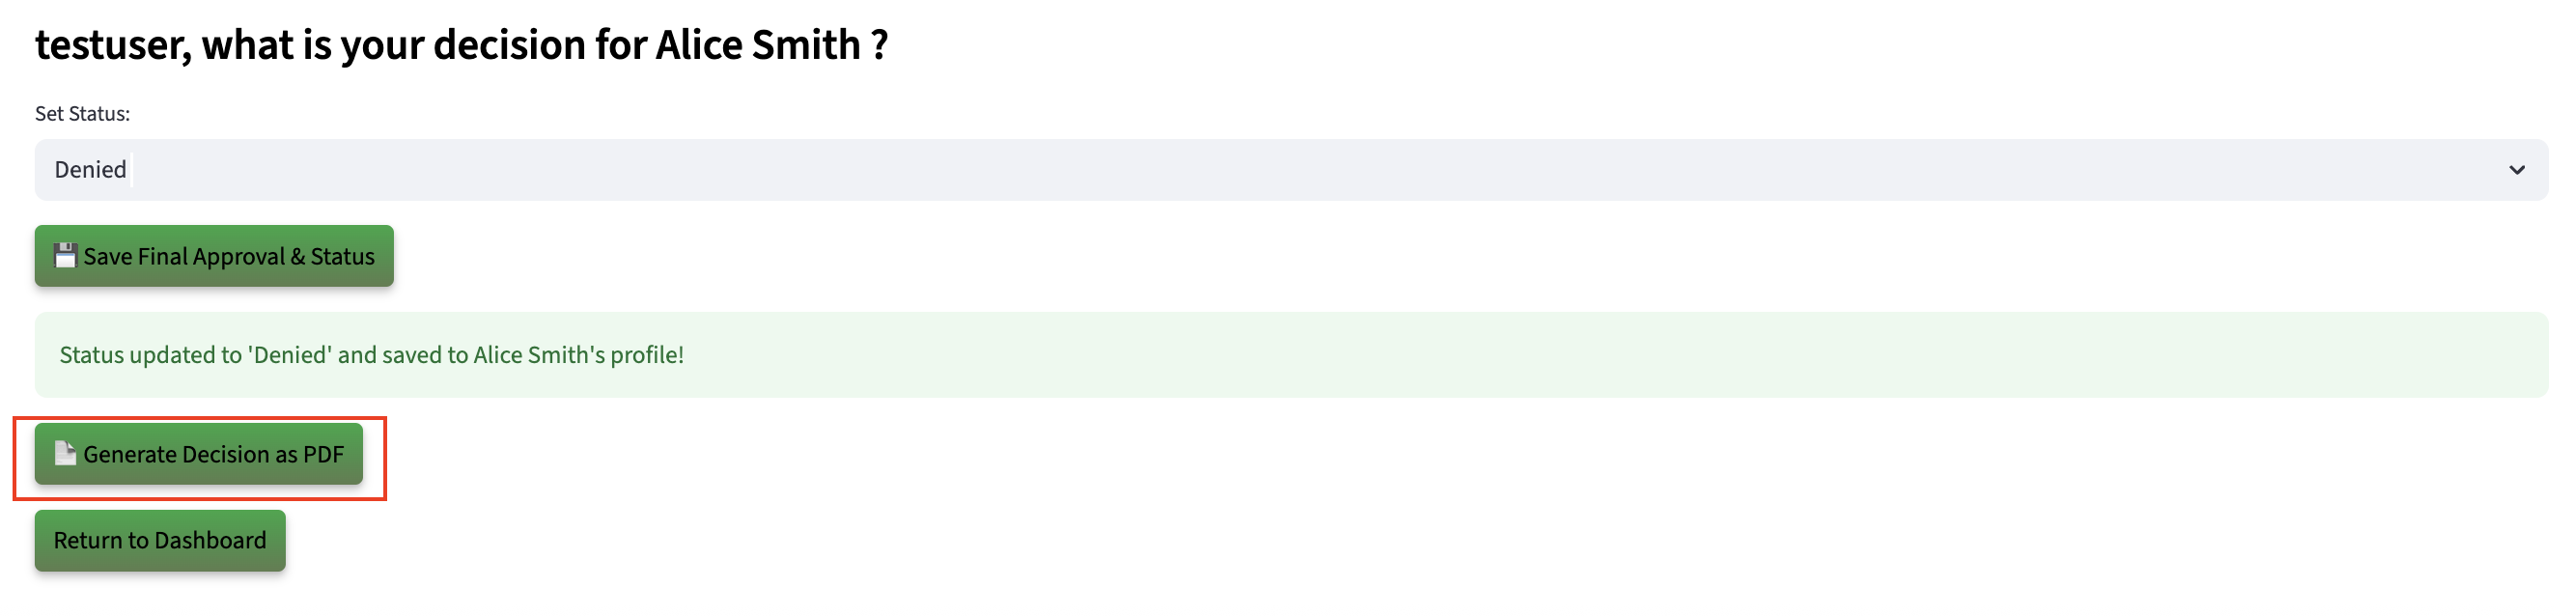 testuser, what is your decision for Alice Smith ?
Set Status:
Denied
💾 Save Final Approval & Status
Status updated to 'Denied' and saved to Alice Smith's profile!
📄 Generate Decision as PDF
Return to Dashboard